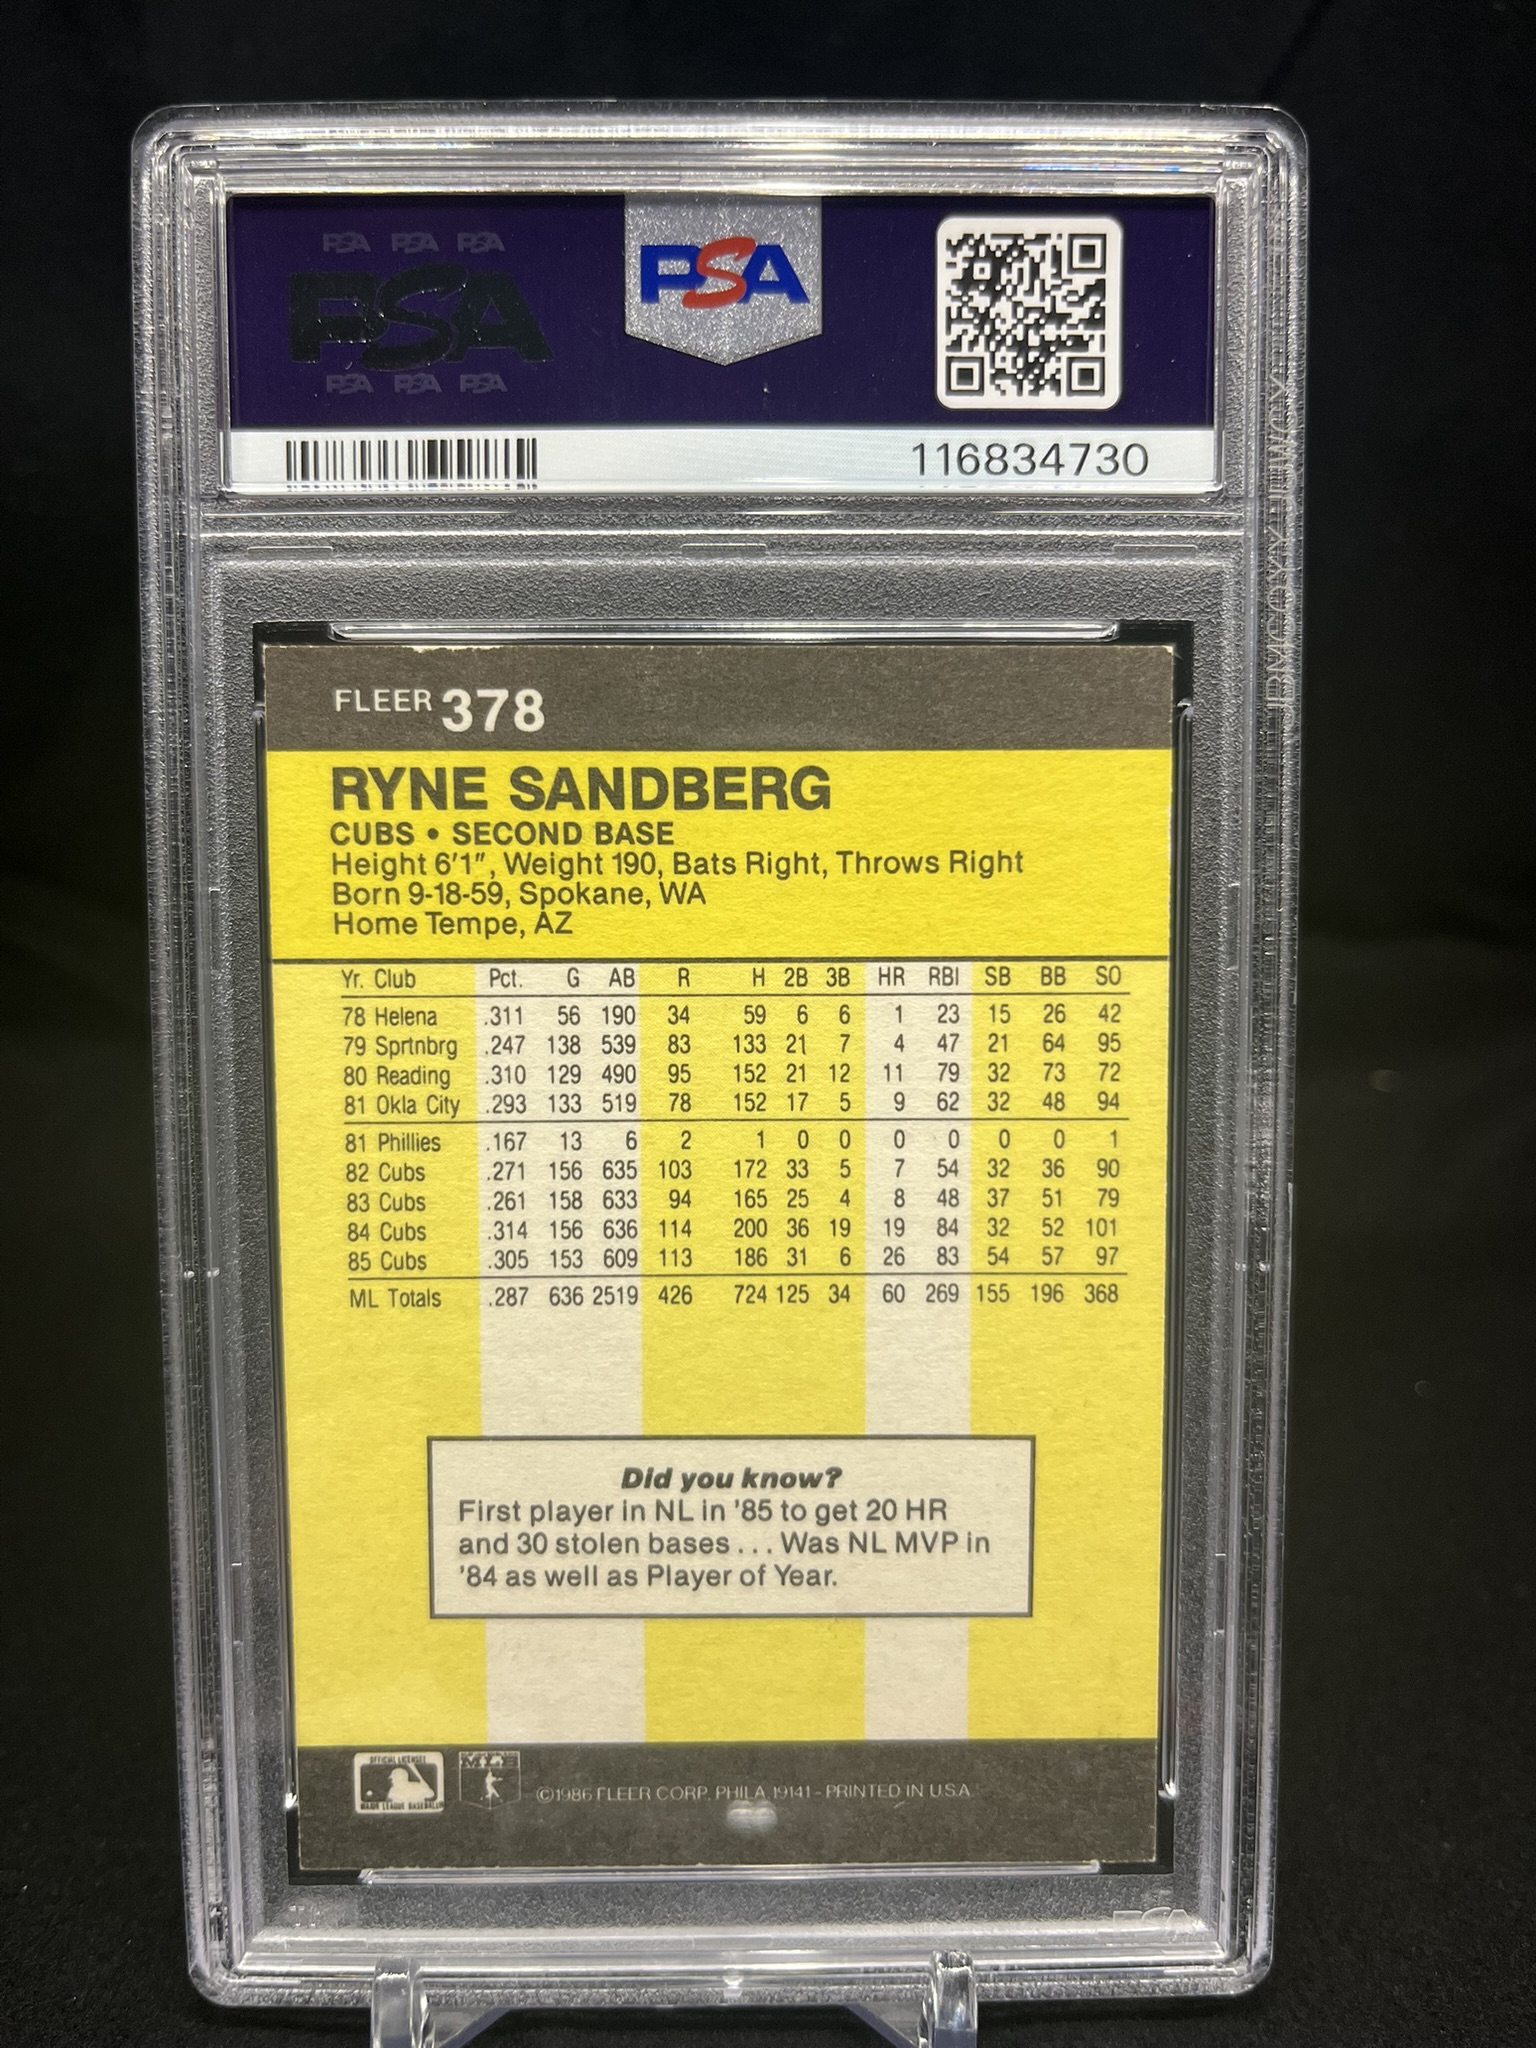 PSA PSA PSA
PSA
PSA PSA PSA
PSA
116834730
FLEER 378
RYNE SANDBERG
CUBS • SECOND BASE
Height 6'1", Weight 190, Bats Right, Throws Right
Born 9-18-59, Spokane, WA
Home Tempe, AZ
Yr. Club Pct. G AB R H 2B 3B HR RBI SB BB SO
78 Helena .311 56 190 34 59 6 6 1 23 15 26 42
79 Sprtnbrg .247 138 539 83 133 21 7 4 47 21 64 95
80 Reading .310 129 490 95 152 21 12 11 79 32 73 72
81 Okla City .293 133 519 78 152 17 5 9 62 32 48 94
81 Phillies .167 13 6 2 1 0 0 0 0 0 0 1
82 Cubs .271 156 635 103 172 33 5 7 54 32 36 90
83 Cubs .261 158 633 94 165 25 4 8 48 37 51 79
84 Cubs .314 156 636 114 200 36 19 19 84 32 52 101
85 Cubs .305 153 609 113 186 31 6 26 83 54 57 97
ML Totals .287 636 2519 426 724 125 34 60 269 155 196 368
Did you know?
First player in NL in '85 to get 20 HR
and 30 stolen bases ... Was NL MVP in
'84 as well as Player of Year.
OFFICIAL LICENSEE
MAJOR LEAGUE BASEBALL
©1986 FLEER CORP. PHILA 19141 - PRINTED IN U.S.A.
PSA